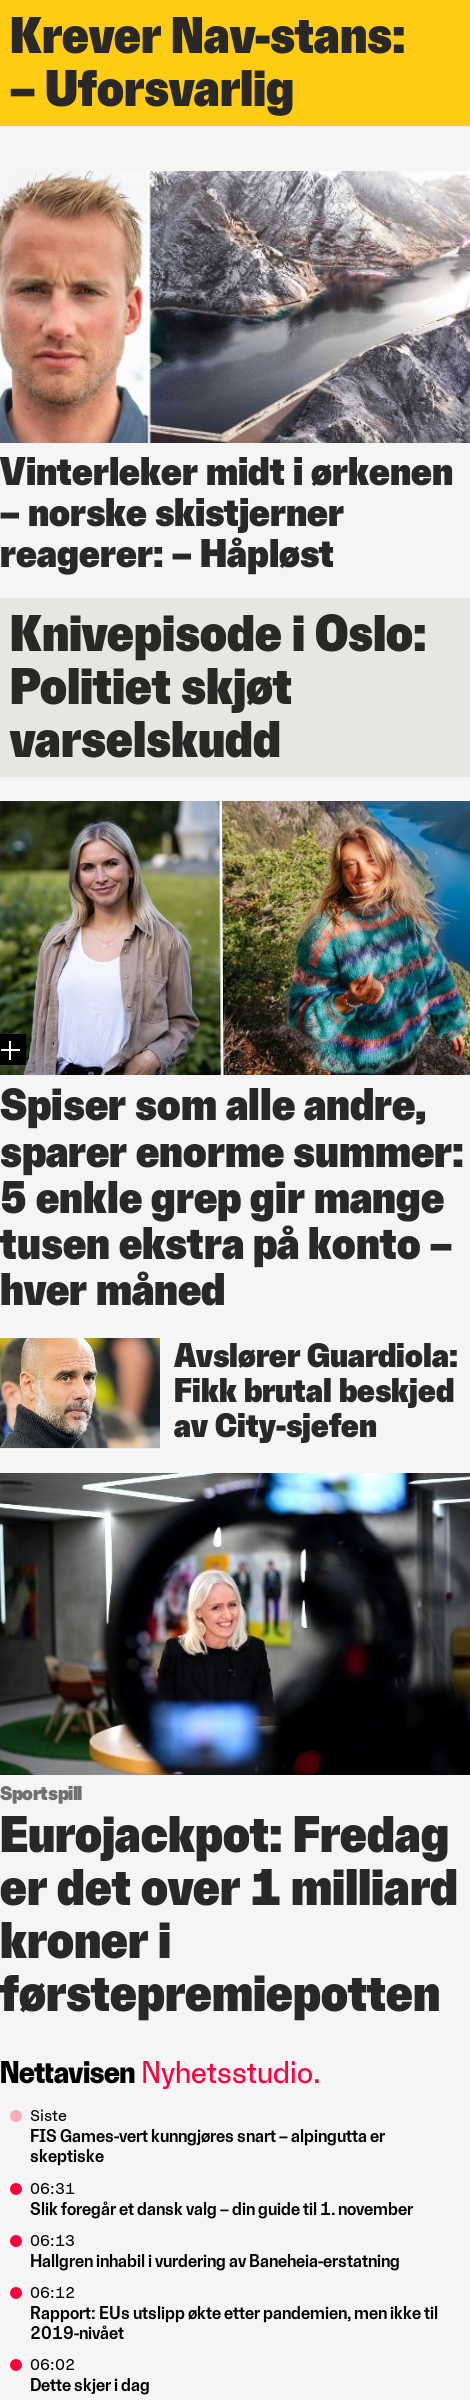 Krever Nav-stans:
– Uforsvarlig
Vinterleker midt i ørkenen
– norske skistjerner
reagerer: – Håpløst
Knivepisode i Oslo:
Politiet skjøt
varselskudd
Spiser som alle andre,
sparer enorme summer:
5 enkle grep gir mange
tusen ekstra på konto –
hver måned
Avslører Guardiola:
Fikk brutal beskjed
av City-sjefen
Sportspill
Eurojackpot: Fredag
er det over 1 milliard
kroner i
førstepremiepotten
Nettavisen Nyhetsstudio.
Siste
FIS Games-vert kunngjøres snart – alpingutta er
skeptiske
06:31
Slik foregår et dansk valg – din guide til 1. november
06:13
Hallgren inhabil i vurdering av Baneheia-erstatning
06:12
Rapport: EUs utslipp økte etter pandemien, men ikke til
2019-nivået
06:02
Dette skjer i dag